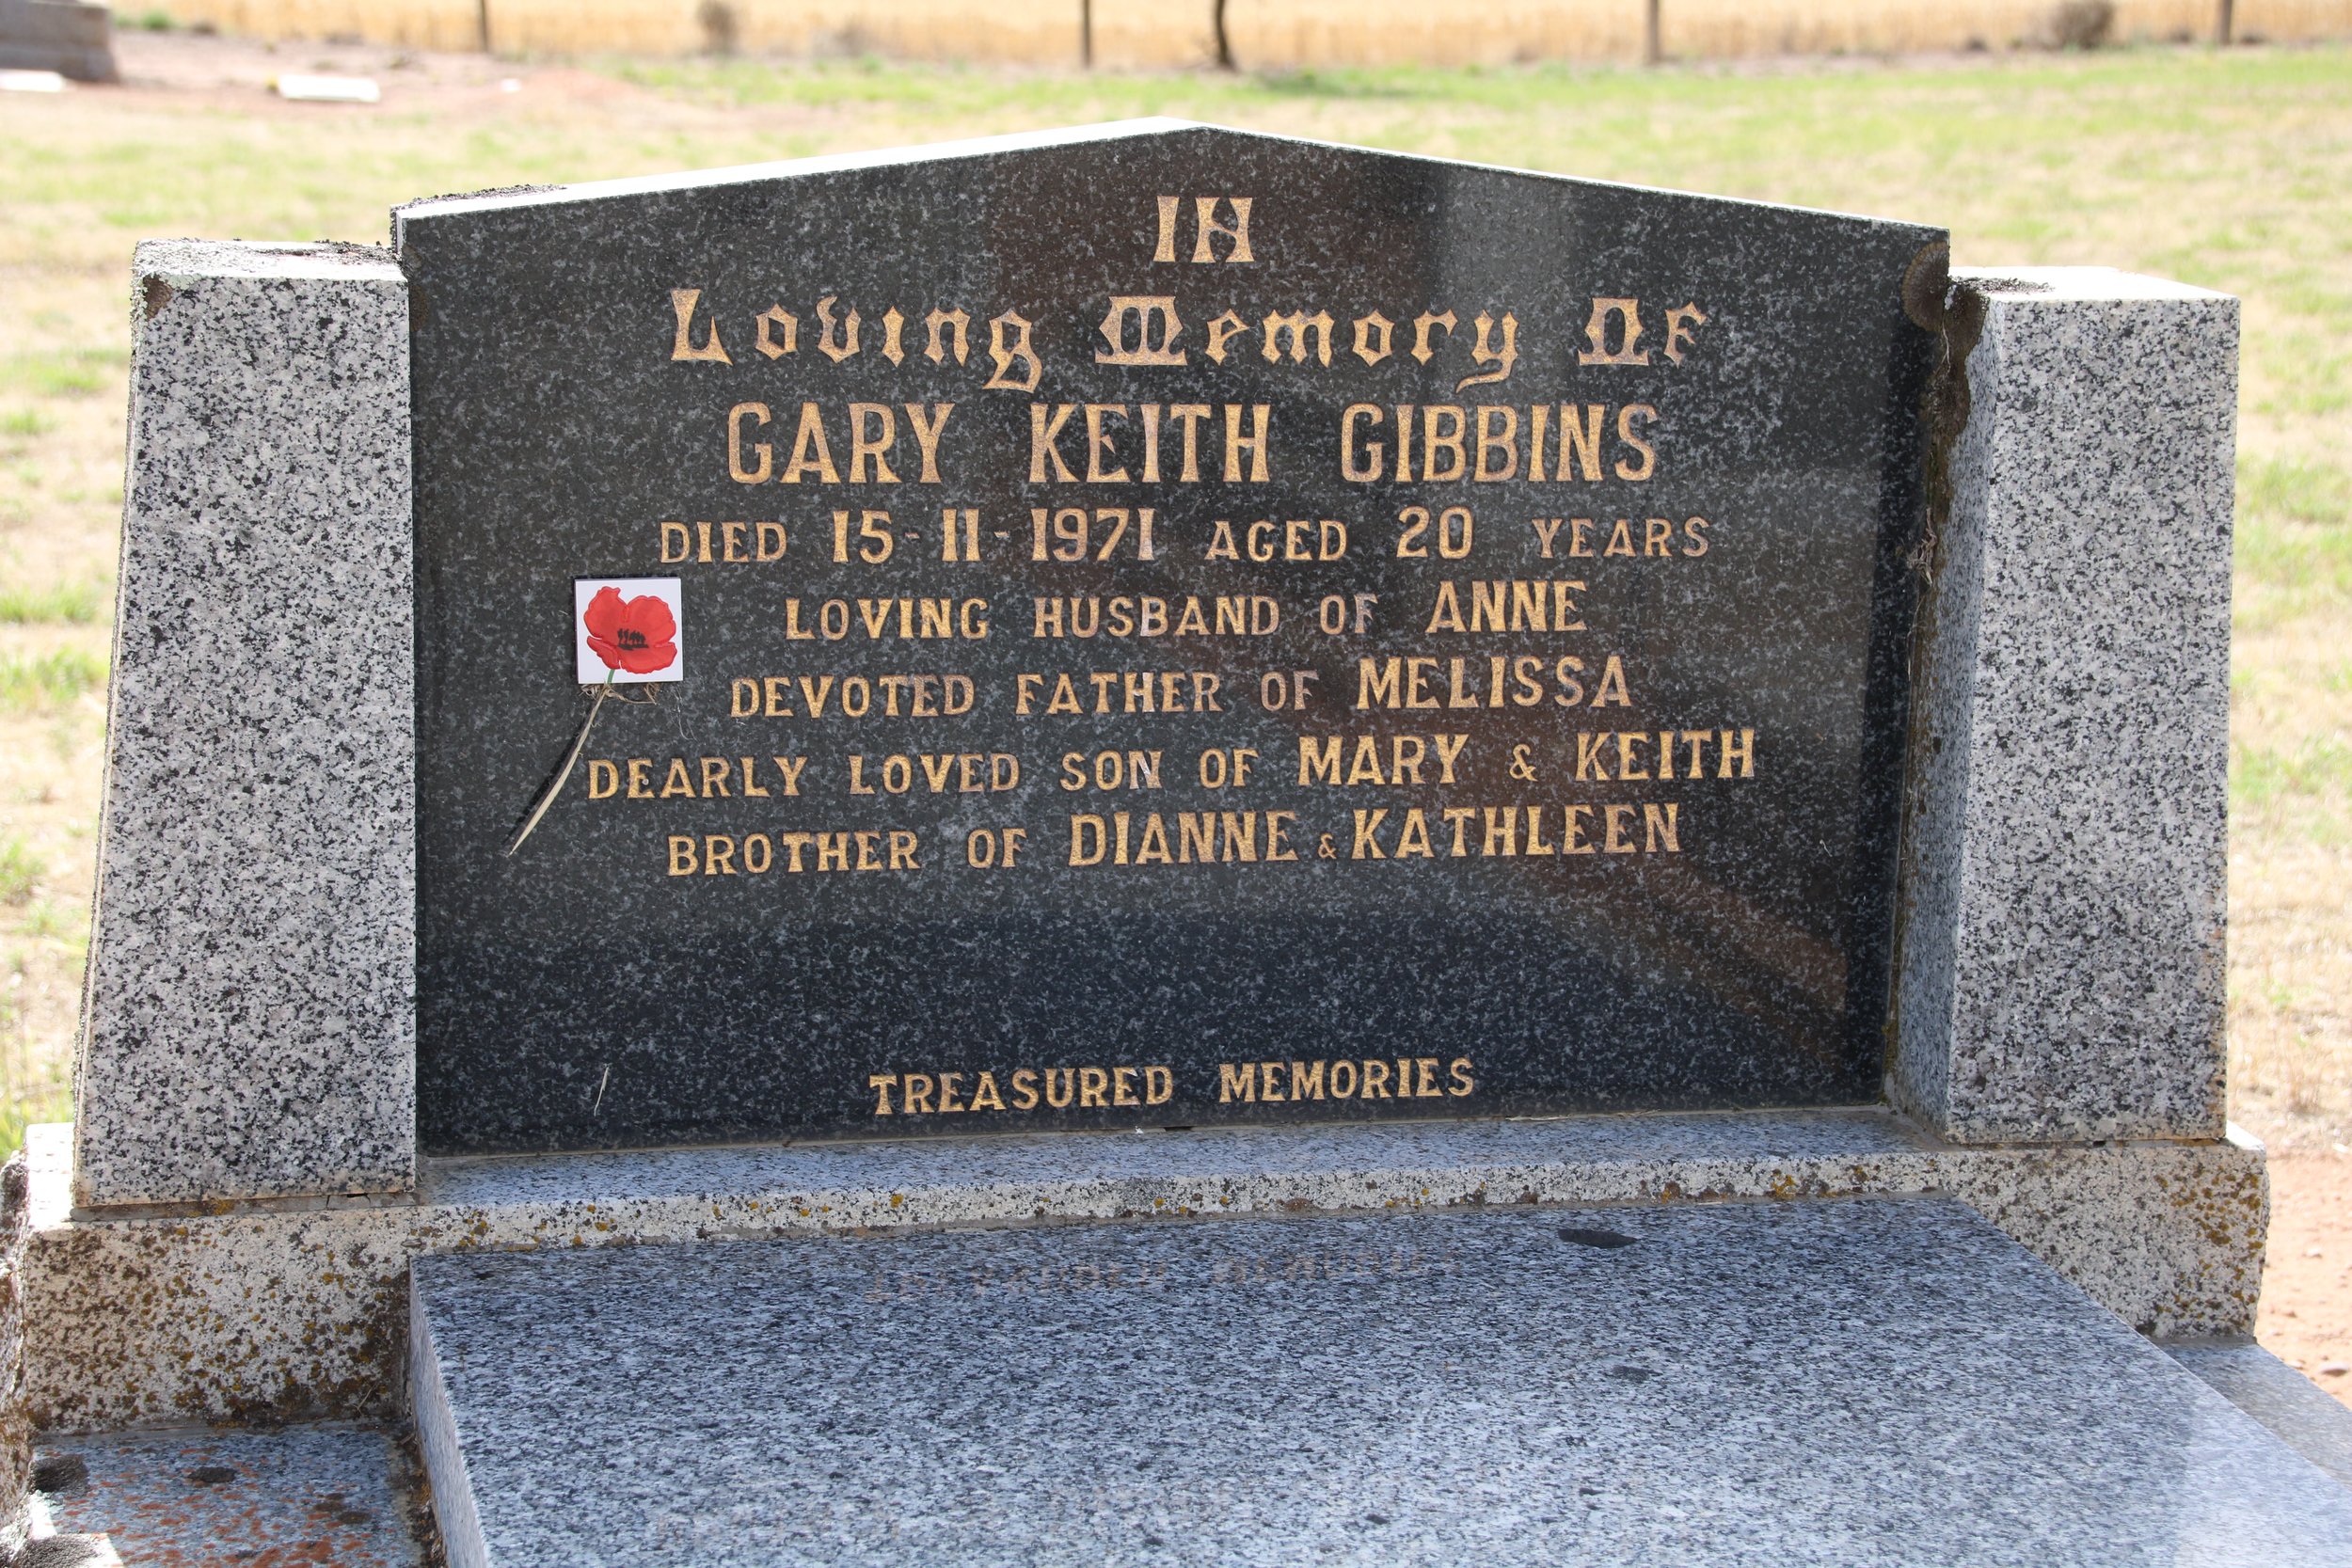 IN
Loving Memory Of
GARY KEITH GIBBINS
DIED 15-11-1971 AGED 20 YEARS
LOVING HUSBAND OF ANNE
DEVOTED FATHER OF MELISSA
DEARLY LOVED SON OF MARY & KEITH
BROTHER OF DIANNE & KATHLEEN
TREASURED MEMORIES